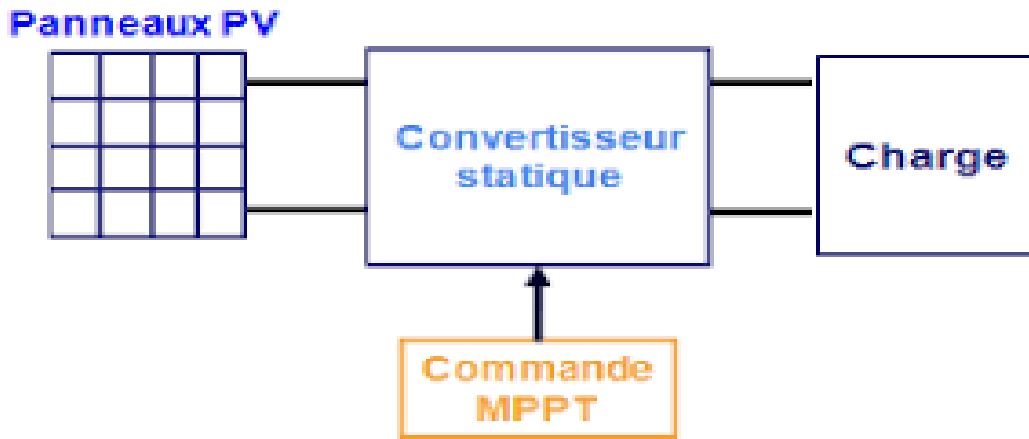 Panneaux PV
Convertisseur
statique
Charge
Commande
MPPT